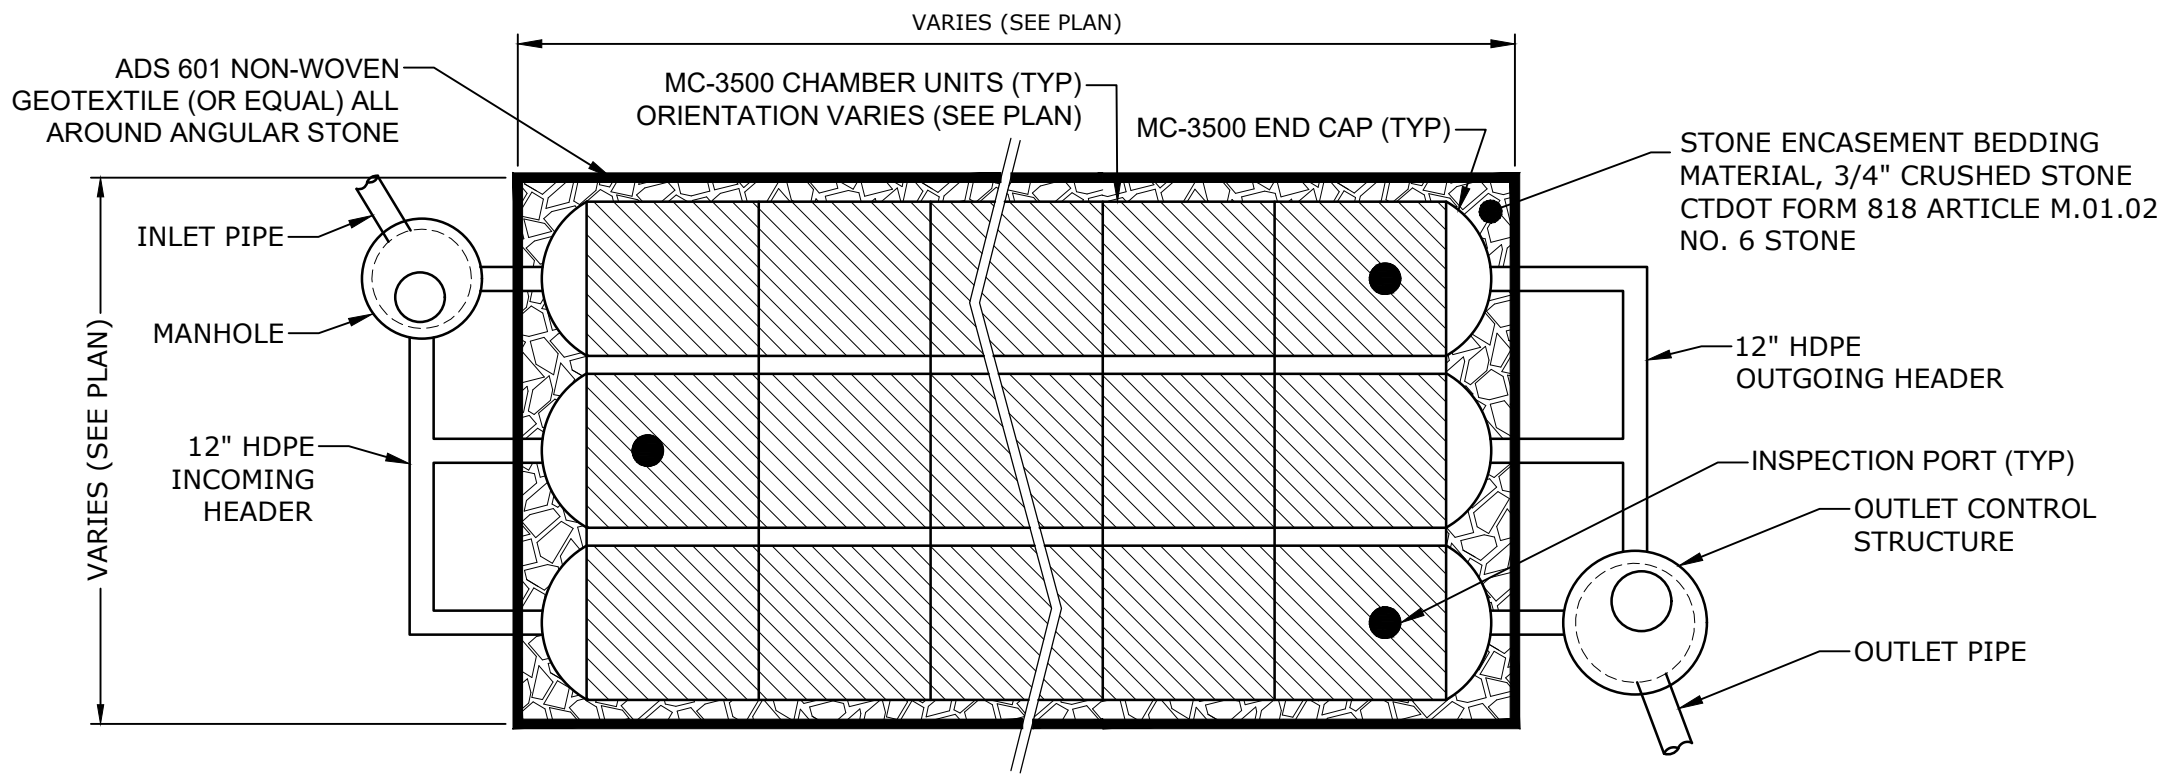 VARIES (SEE PLAN)
ADS 601 NON-WOVEN
GEOTEXTILE (OR EQUAL) ALL
AROUND ANGULAR STONE
MC-3500 CHAMBER UNITS (TYP)
ORIENTATION VARIES (SEE PLAN)
MC-3500 END CAP (TYP)
STONE ENCASEMENT BEDDING
MATERIAL, 3/4" CRUSHED STONE
CTDOT FORM 818 ARTICLE M.01.02
NO. 6 STONE
INLET PIPE
MANHOLE
VARIES (SEE PLAN)
12" HDPE
INCOMING
HEADER
12" HDPE
OUTGOING HEADER
INSPECTION PORT (TYP)
OUTLET CONTROL
STRUCTURE
OUTLET PIPE